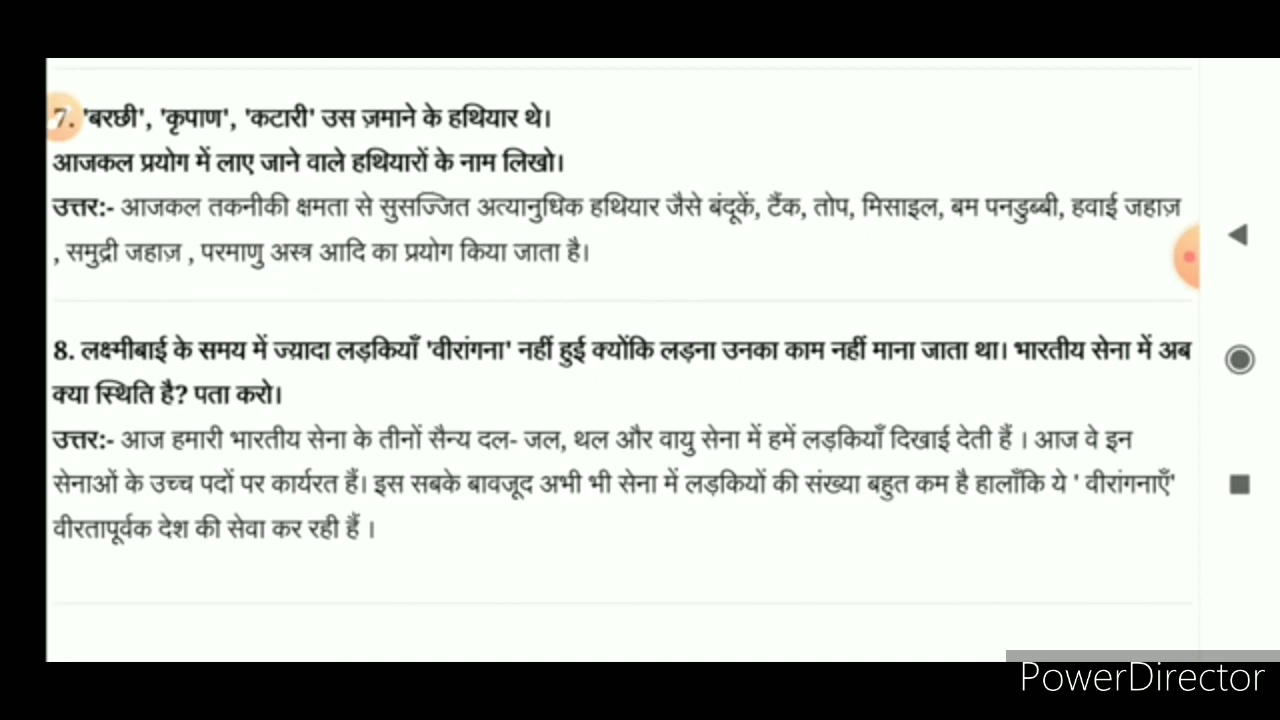 7. 'बरछी', 'कृपाण', 'कटारी' उस ज़माने के हथियार थे।
आजकल प्रयोग में लाए जाने वाले हथियारों के नाम लिखो।
उत्तर:- आजकल तकनीकी क्षमता से सुसज्जित अत्यानुधिक हथियार जैसे बंदूकें, टैंक, तोप, मिसाइल, बम पनडुब्बी, हवाई जहाज़
, समुद्री जहाज़ , परमाणु अस्त्र आदि का प्रयोग किया जाता है।
8. लक्ष्मीबाई के समय में ज्य़ादा लड़कियाँ 'वीरांगना' नहीं हुई क्योंकि लड़ना उनका काम नहीं माना जाता था। भारतीय सेना में अब
क्या स्थिति है? पता करो।
उत्तर:- आज हमारी भारतीय सेना के तीनों सैन्य दल- जल, थल और वायु सेना में हमें लड़कियाँ दिखाई देती हैं । आज वे इन
सेनाओं के उच्च पदों पर कार्यरत हैं। इस सबके बावजूद अभी भी सेना में लड़कियों की संख्या बहुत कम है हालाँकि ये ' वीरांगनाएँ'
वीरतापूर्वक देश की सेवा कर रही हैं ।
PowerDirector